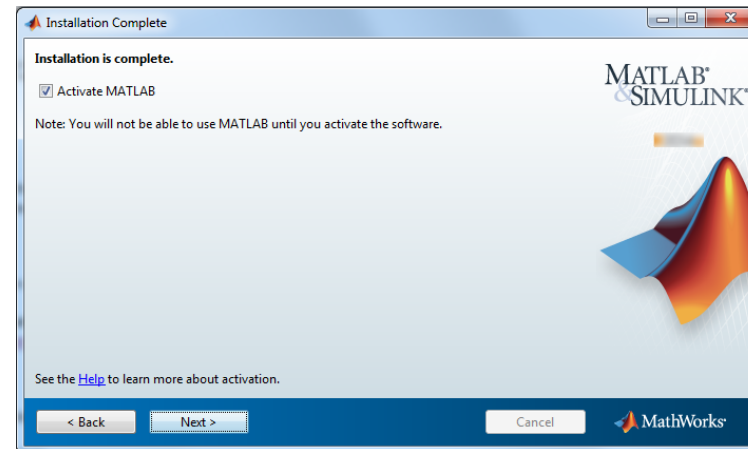 Installation Complete
Installation is complete.
Activate MATLAB
Note: You will not be able to use MATLAB until you activate the software.
MATLAB®
&SIMULINK®
See the Help to learn more about activation.
< Back
Next >
Cancel
MathWorks®